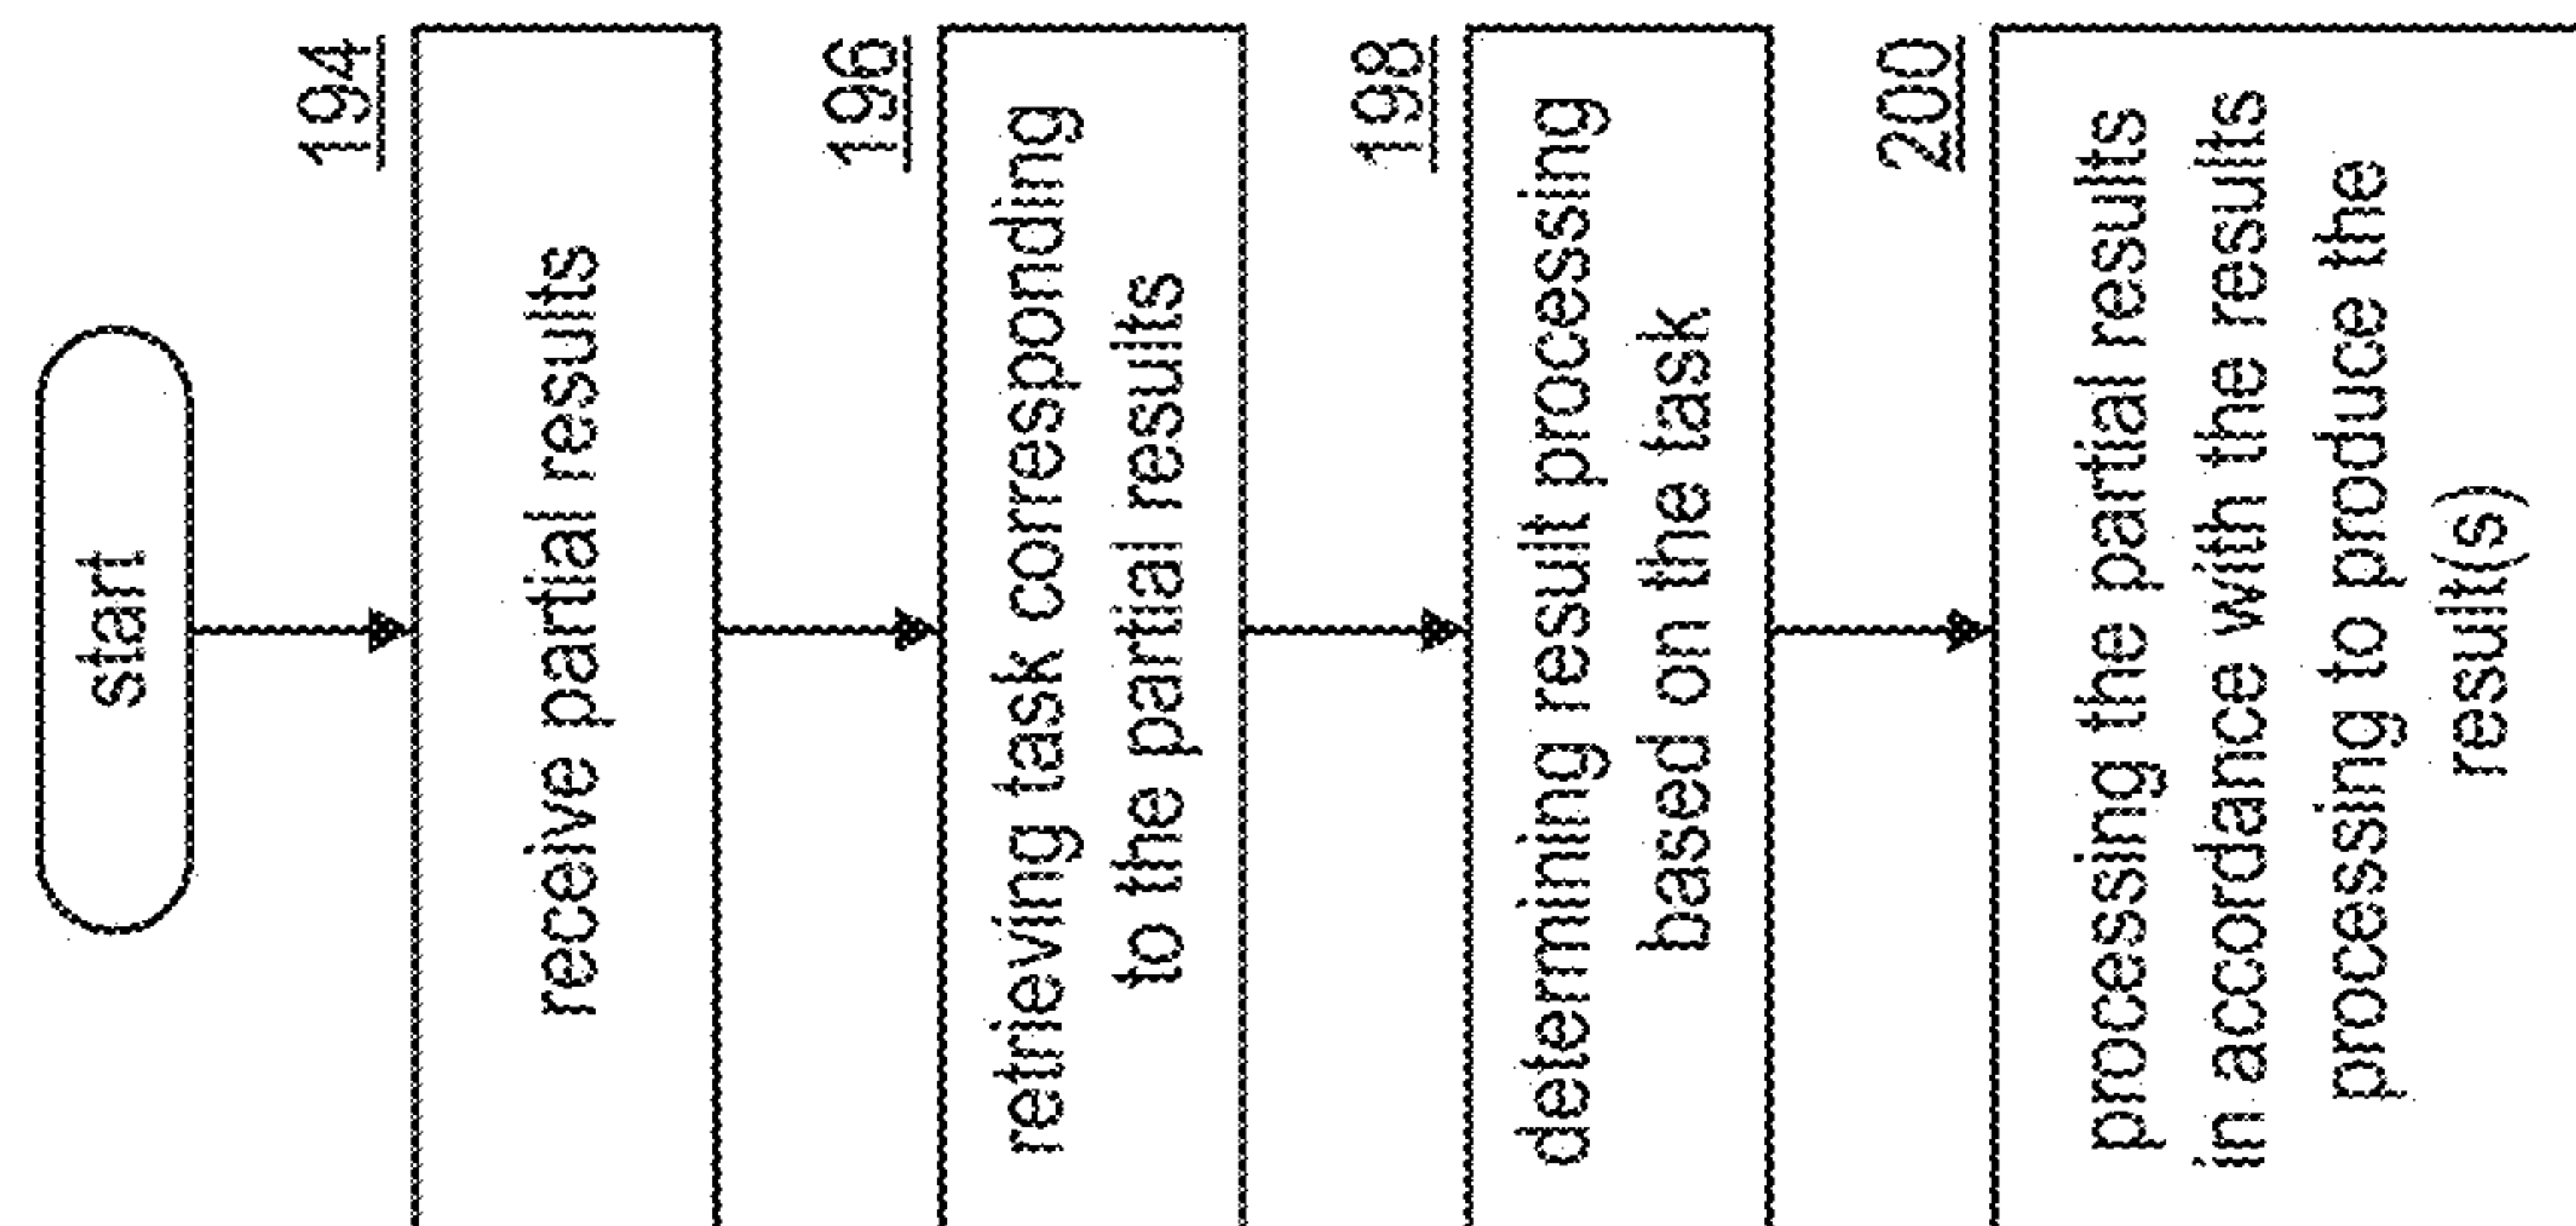 start
194
receive partial results
196
retrieving task corresponding
to the partial results
198
determining result processing
based on the task
200
processing the partial results
in accordance with the results
processing to produce the
result(s)